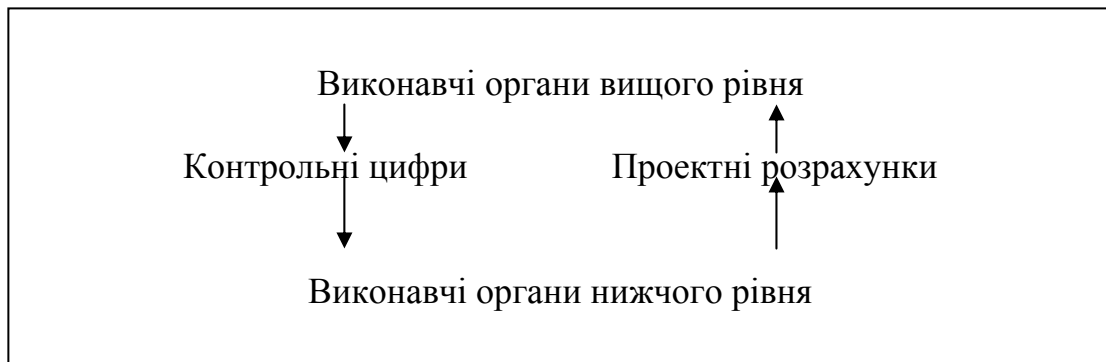 Виконавчі органи вищого рівня
Контрольні цифри Проектні розрахунки
Виконавчі органи нижчого рівня